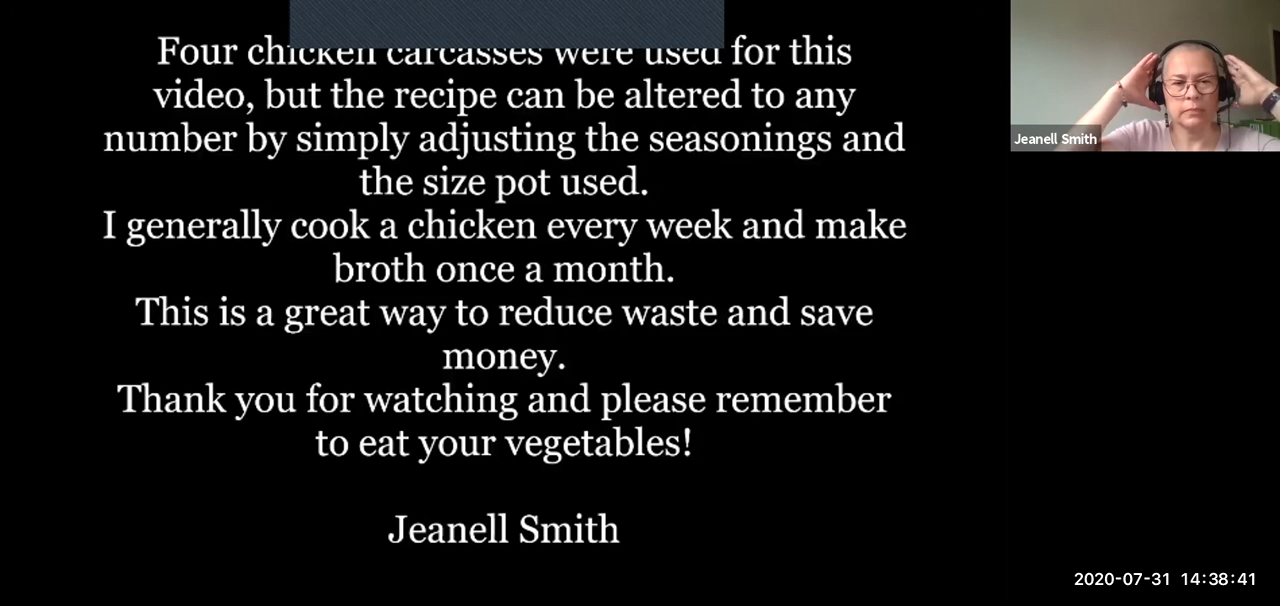 Four chicken carcasses were used for this
video, but the recipe can be altered to any
number by simply adjusting the seasonings and
the size pot used.
I generally cook a chicken every week and make
broth once a month.
This is a great way to reduce waste and save
money.
Thank you for watching and please remember
to eat your vegetables!
Jeanell Smith
Jeanell Smith
2020-07-31 14:38:41